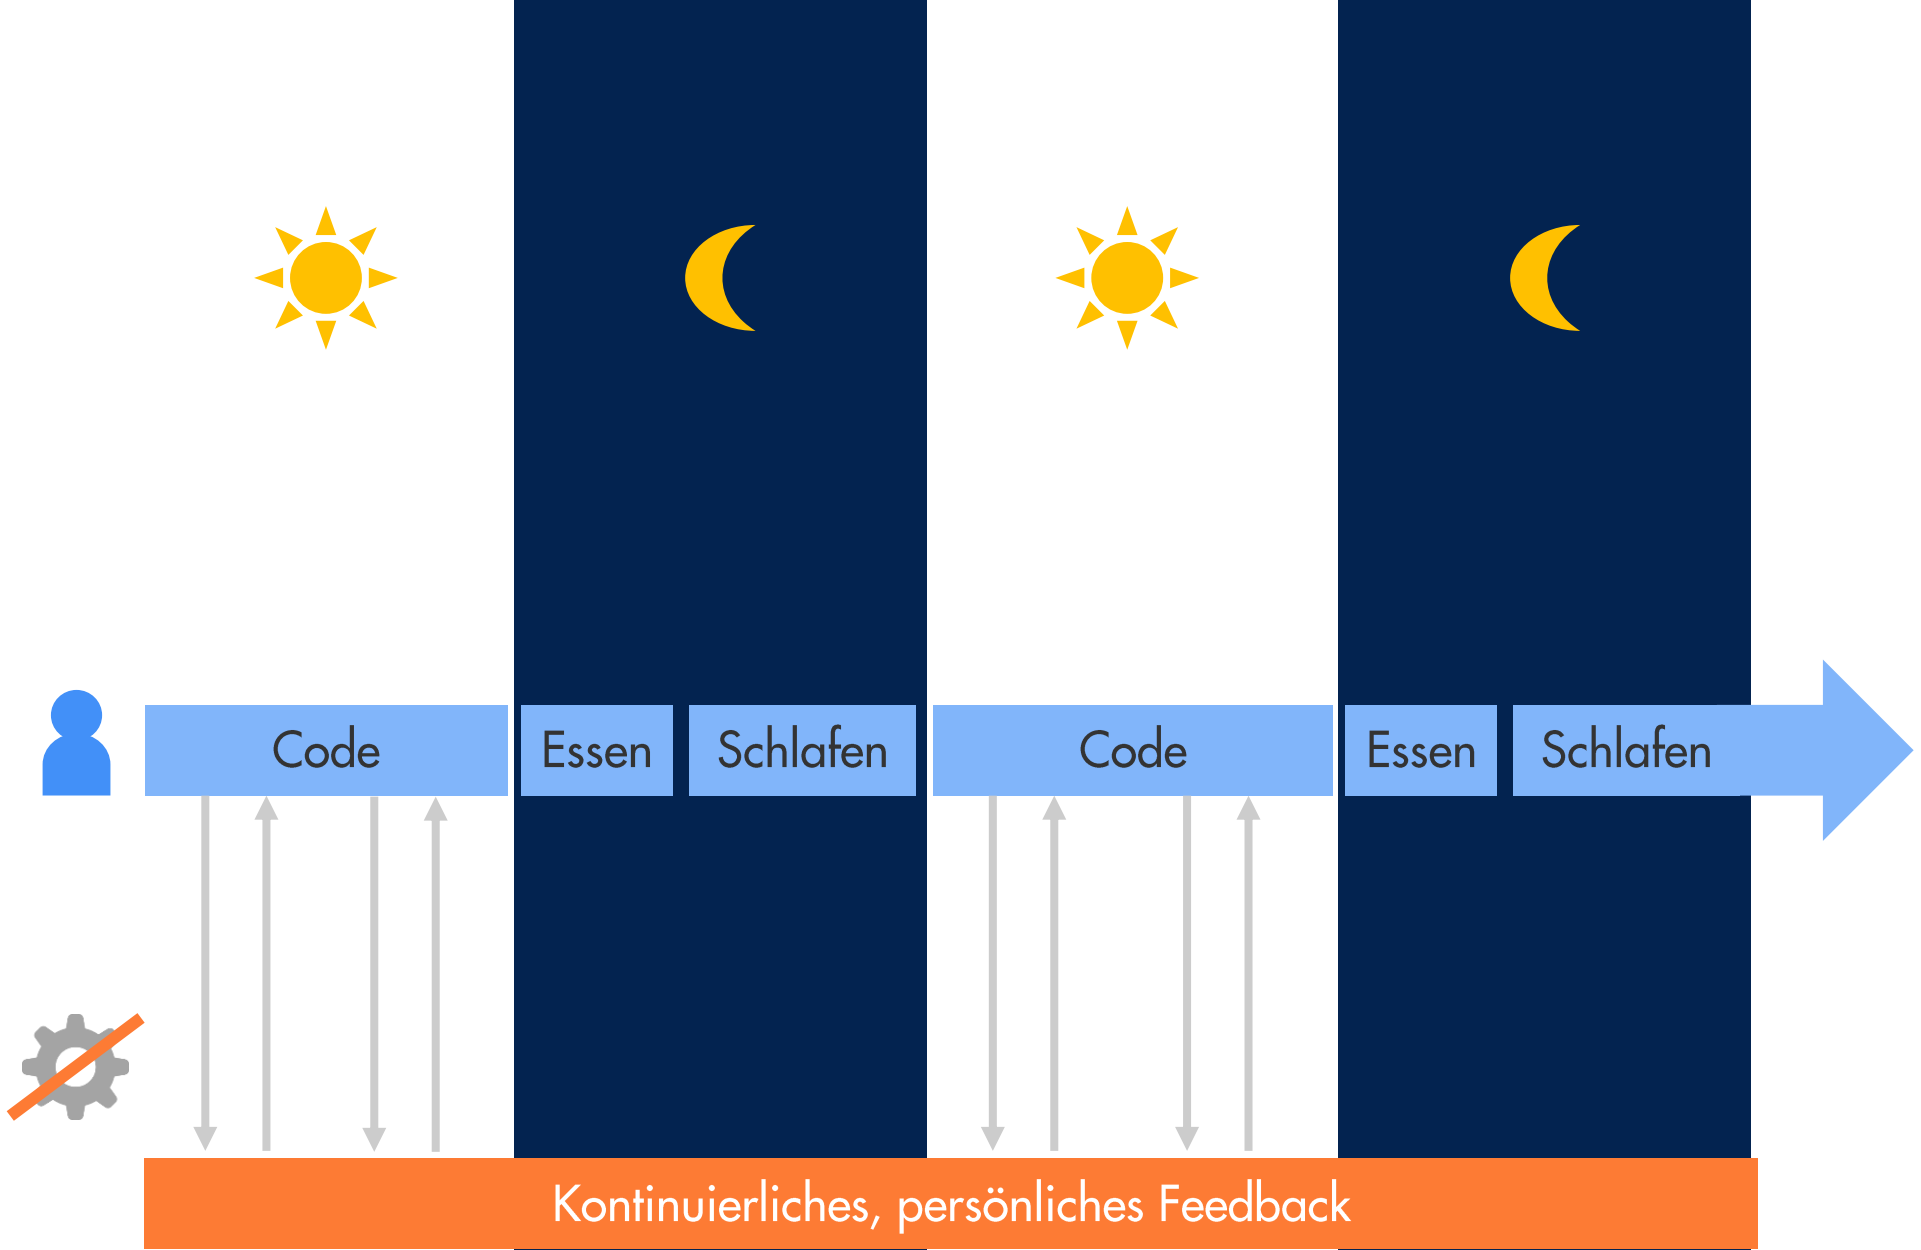 Code
Essen
Schlafen
Code
Essen
Schlafen
Kontinuierliches, persönliches Feedback